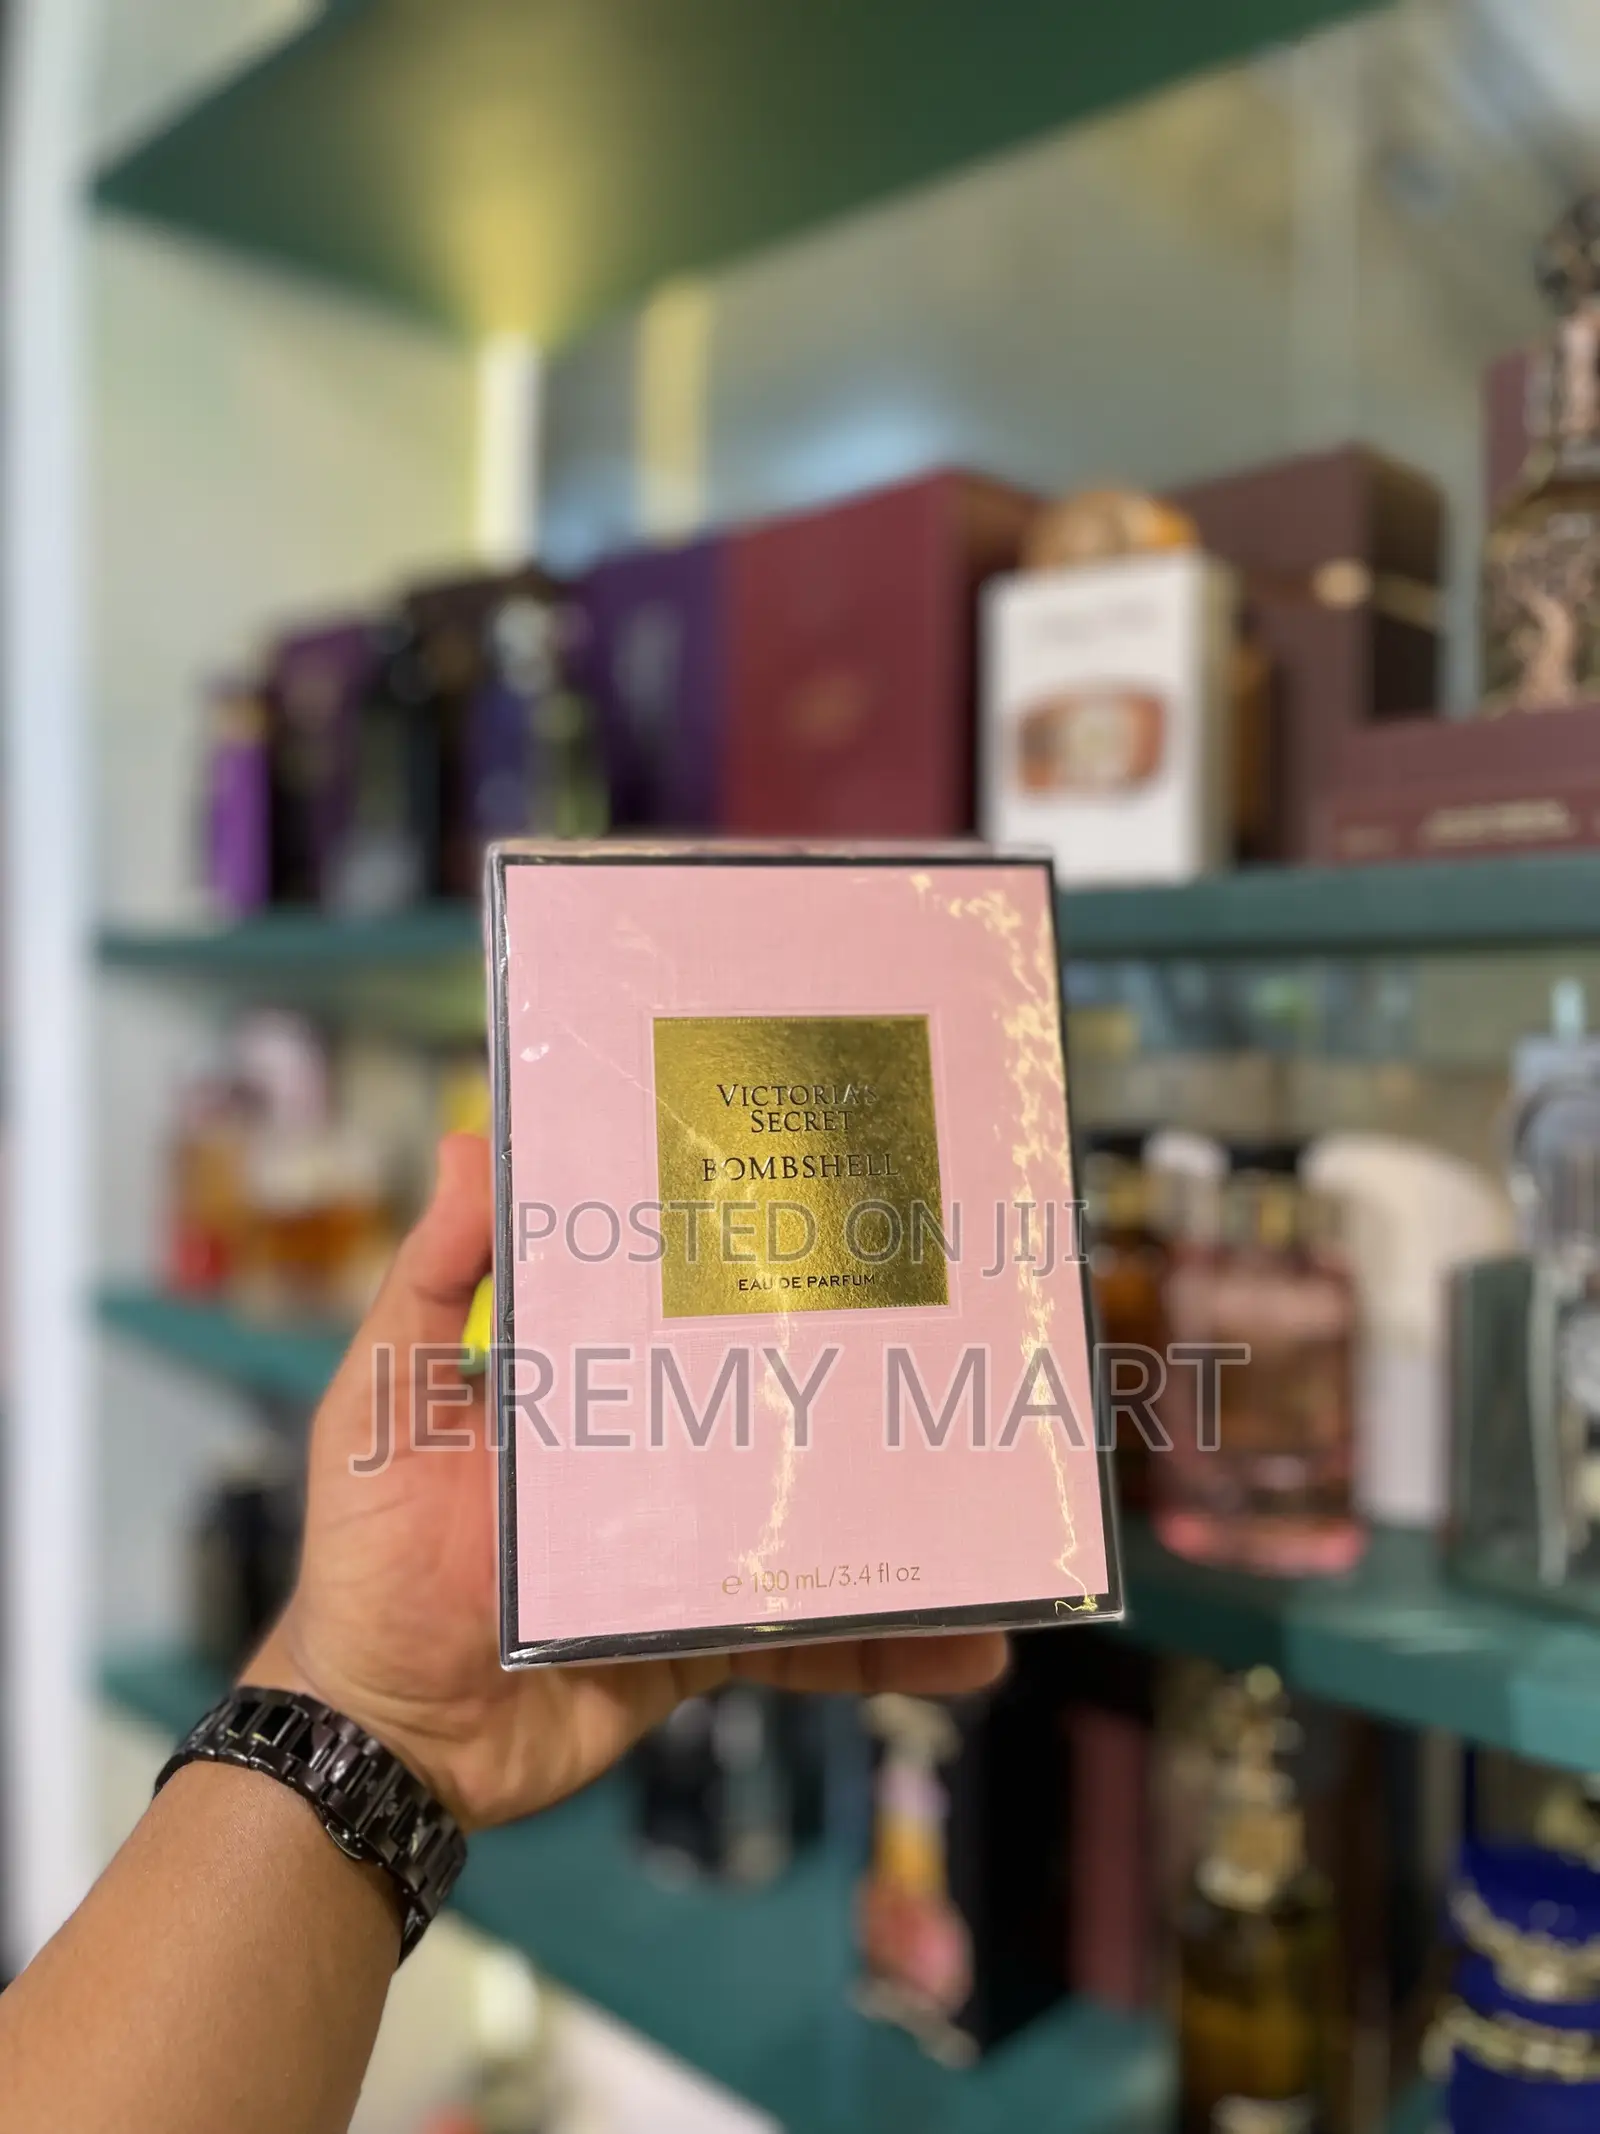 VICTORIA'S
SECRET
BOMBSHELL
POSTED ON JIJI
EAU DE PARFUM
JEREMY MART
℮ 100 mL/3.4 fl oz